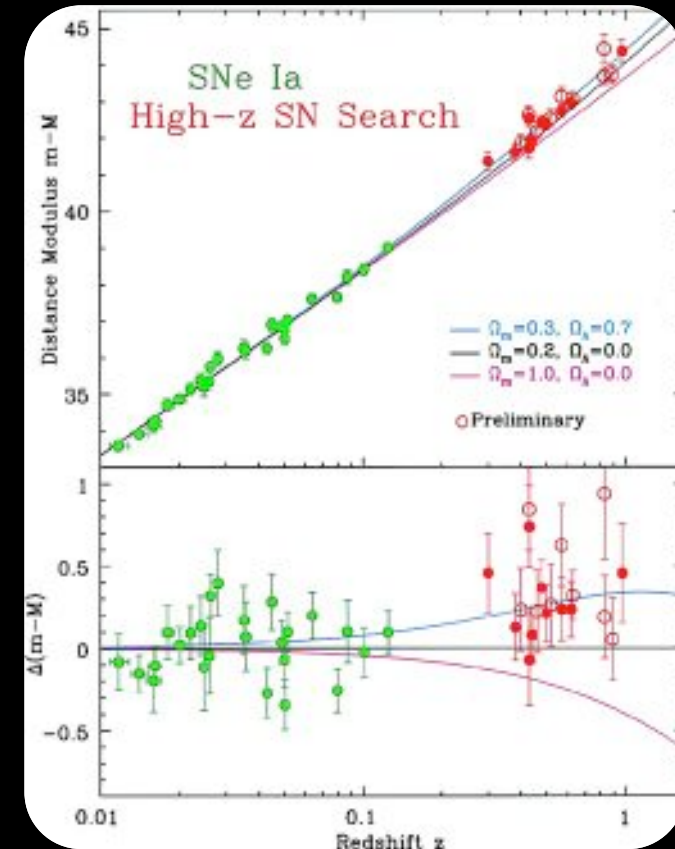 45
SNe Ia
High-z SN Search
40
Distance Modulus m-M
Ωm=0.3, ΩΛ=0.7
Ωm=0.2, ΩΛ=0.0
Ωm=1.0, ΩΛ=0.0
35
Preliminary
1
0.5
0
Δ(m-M)
-0.5
0.01
0.1
1
Redshift z